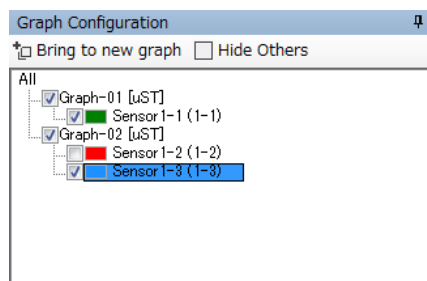 Graph Configuration
Bring to new graph Hide Others
All
Graph-01 [uST]
Sensor1-1 (1-1)
Graph-02 [uST]
Sensor1-2 (1-2)
Sensor1-3 (1-3)